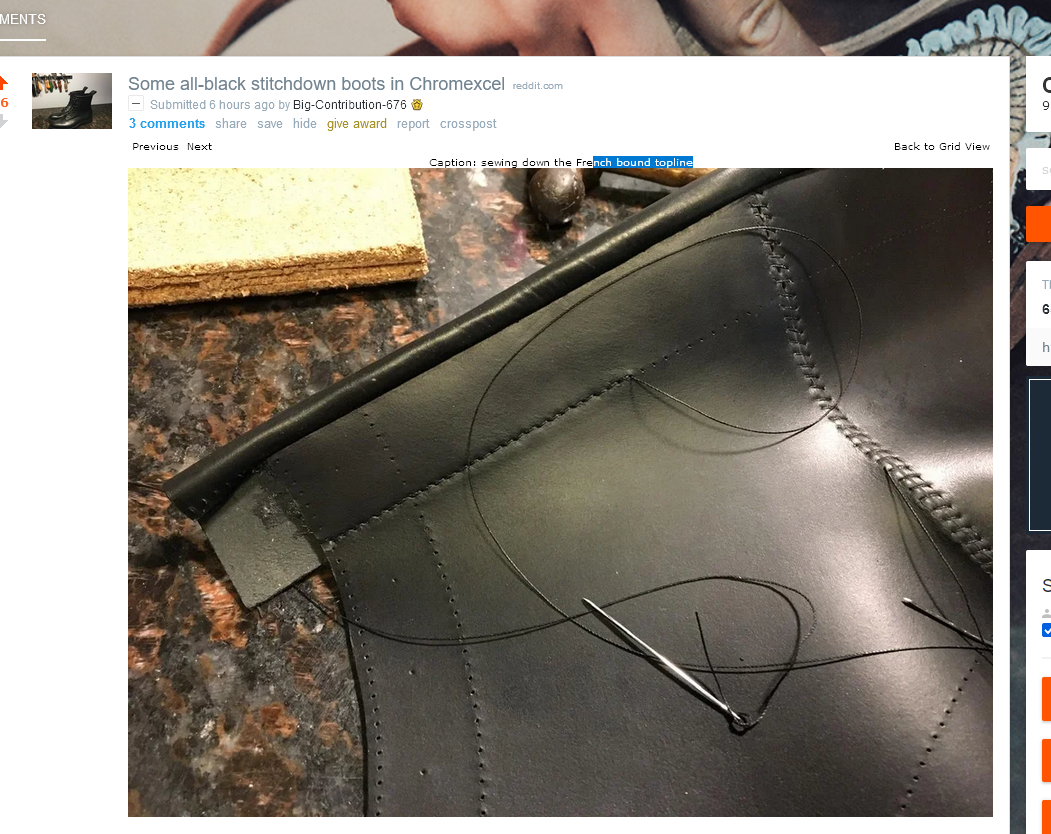 MENTS
Some all-black stitchdown boots in Chromexcel reddit.com
6
Submitted 6 hours ago by Big-Contribution-676
3 comments share save hide give award report crosspost
Previous Next Back to Grid View
Caption: sewing down the French bound topline
9
6
h
S